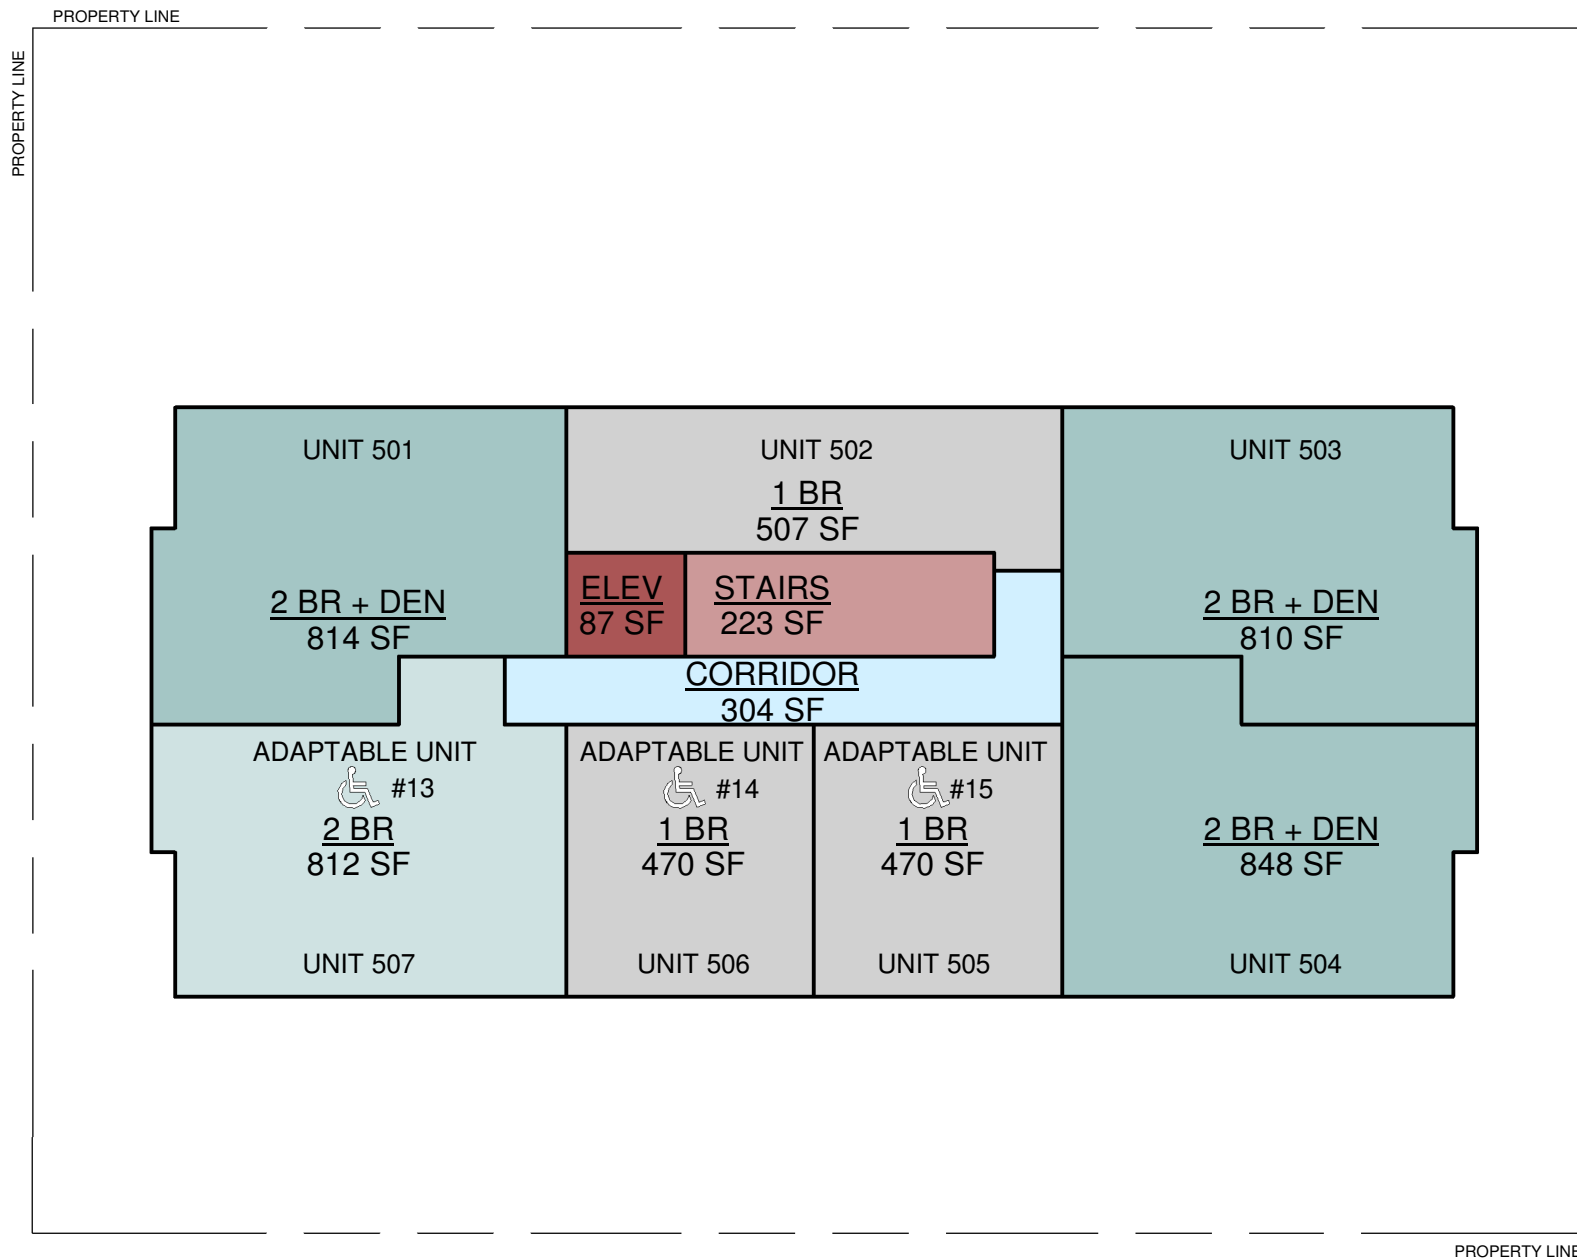 PROPERTY LINE
PROPERTY LINE
UNIT 501
2 BR + DEN
814 SF
UNIT 502
1 BR
507 SF
UNIT 503
2 BR + DEN
810 SF
ELEV
87 SF
STAIRS
223 SF
CORRIDOR
304 SF
ADAPTABLE UNIT
#13
2 BR
812 SF
UNIT 507
ADAPTABLE UNIT
#14
1 BR
470 SF
UNIT 506
ADAPTABLE UNIT
#15
1 BR
470 SF
UNIT 505
2 BR + DEN
848 SF
UNIT 504
PROPERTY LINE